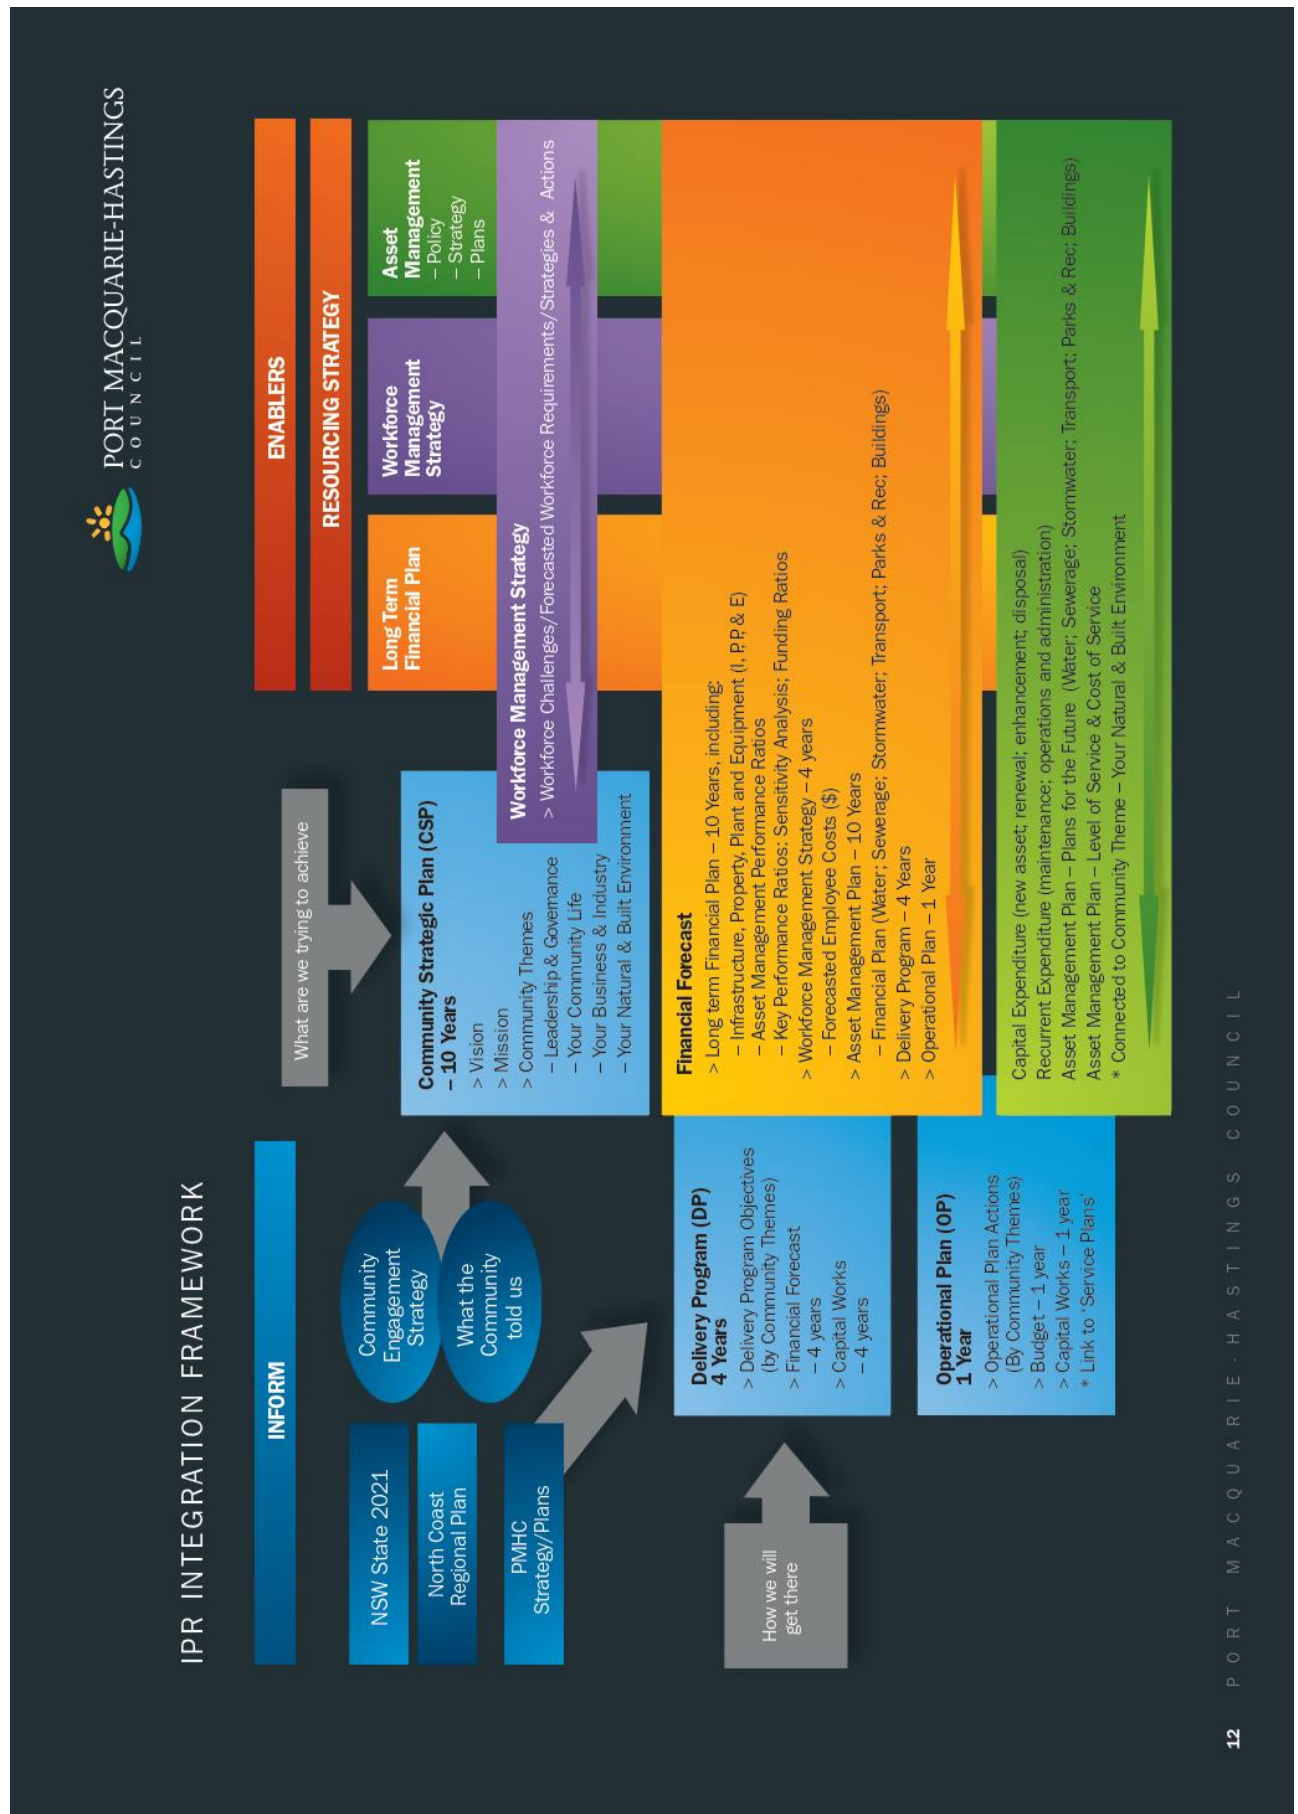 PORT MACQUARIE-HASTINGS
COUNCIL
IPR INTEGRATION FRAMEWORK
INFORM
ENABLERS
RESOURCING STRATEGY
What are we trying to achieve
NSW State 2021
North Coast
Regional Plan
PMHC
Strategy/Plans
Community
Engagement
Strategy
What the
Community
told us
Community Strategic Plan (CSP)
– 10 Years
> Vision
> Mission
> Community Themes
– Leadership & Governance
– Your Community Life
– Your Business & Industry
– Your Natural & Built Environment
Long Term
Financial Plan
Workforce
Management
Strategy
Asset
Management
– Policy
– Strategy
– Plans
Workforce Management Strategy
> Workforce Challenges/Forecasted Workforce Requirements/Strategies & Actions
How we will
get there
Delivery Program (DP)
4 Years
> Delivery Program Objectives
(by Community Themes)
> Financial Forecast
– 4 years
> Capital Works
– 4 years
Financial Forecast
> Long term Financial Plan – 10 Years, including:
– Infrastructure, Property, Plant and Equipment (I, P,P, & E)
– Asset Management Performance Ratios
– Key Performance Ratios: Sensitivity Analysis; Funding Ratios
> Workforce Management Strategy – 4 years
– Forecasted Employee Costs ($)
> Asset Management Plan – 10 Years
– Financial Plan (Water; Sewerage; Stormwater; Transport; Parks & Rec; Buildings)
> Delivery Program – 4 Years
> Operational Plan – 1 Year
Operational Plan (OP)
1 Year
> Operational Plan Actions
(By Community Themes)
> Budget – 1 year
> Capital Works – 1 year
* Link to 'Service Plans'
Capital Expenditure (new asset; renewal; enhancement; disposal)
Recurrent Expenditure (maintenance; operations and administration)
Asset Management Plan – Plans for the Future (Water; Sewerage; Stormwater; Transport; Parks & Rec; Buildings)
Asset Management Plan – Level of Service & Cost of Service
* Connected to Community Theme – Your Natural & Built Environment
12 PORT MACQUARIE-HASTINGS COUNCIL